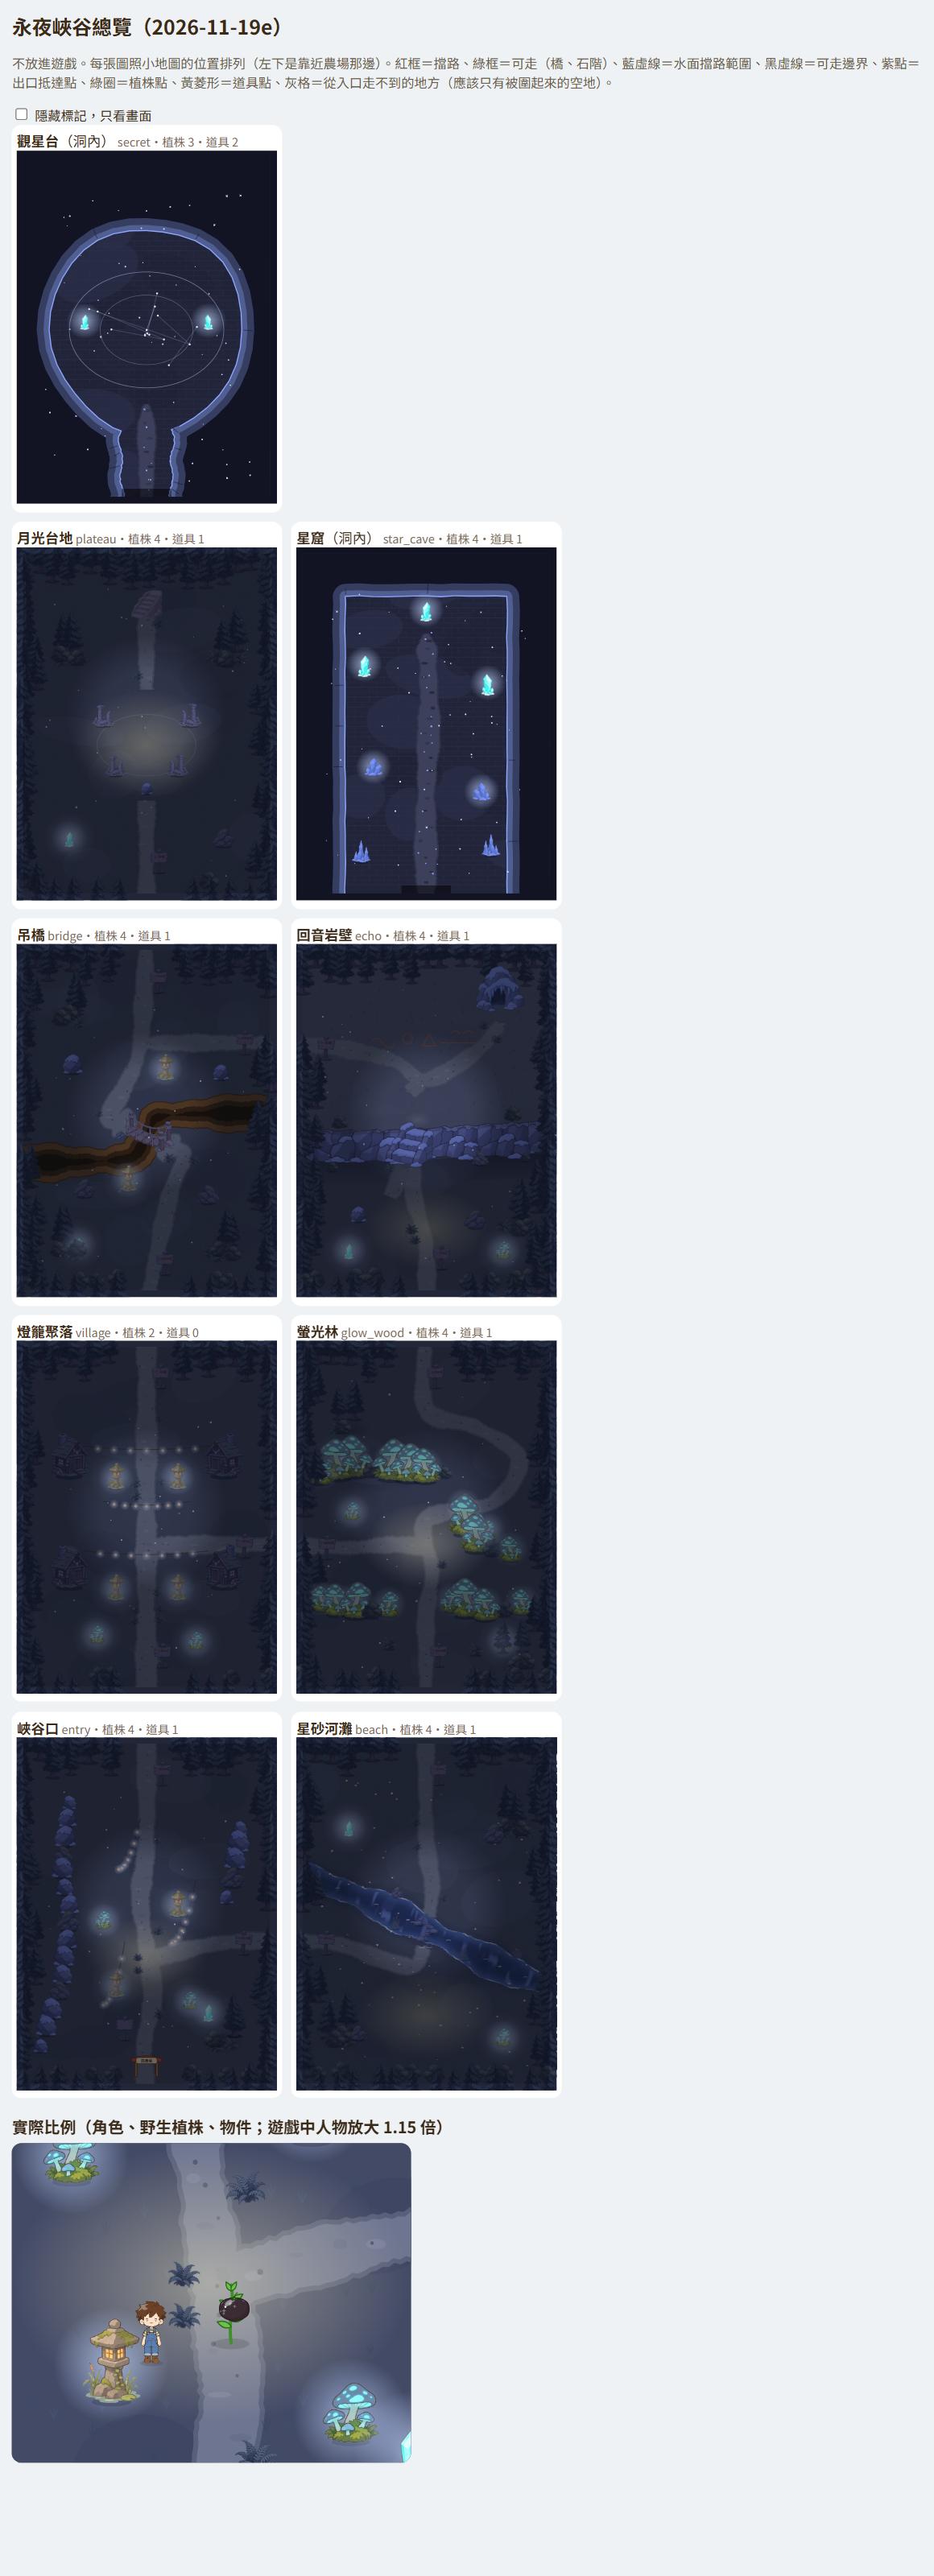 永夜峽谷總覽（2026-11-19e）
不放進遊戲。每張圖照小地圖的位置排列（左下是靠近農場那邊）。紅框＝擋路、綠框＝可走（橋、石階）、藍虛線＝水面擋路範圍、黑虛線＝可走邊界、紫點＝
出口抵達點、綠圈＝植株點、黃菱形＝道具點、灰格＝從入口走不到的地方（應該只有被圍起來的空地）。
隱藏標記，只看畫面
觀星台（洞內） secret・植株 3・道具 2
月光台地 plateau・植株 4・道具 1
星窟（洞內） star_cave・植株 4・道具 1
吊橋 bridge・植株 4・道具 1
回音岩壁 echo・植株 4・道具 1
燈籠聚落 village・植株 2・道具 0
螢光林 glow_wood・植株 4・道具 1
峽谷口 entry・植株 4・道具 1
星砂河灘 beach・植株 4・道具 1
實際比例（角色、野生植株、物件；遊戲中人物放大 1.15 倍）